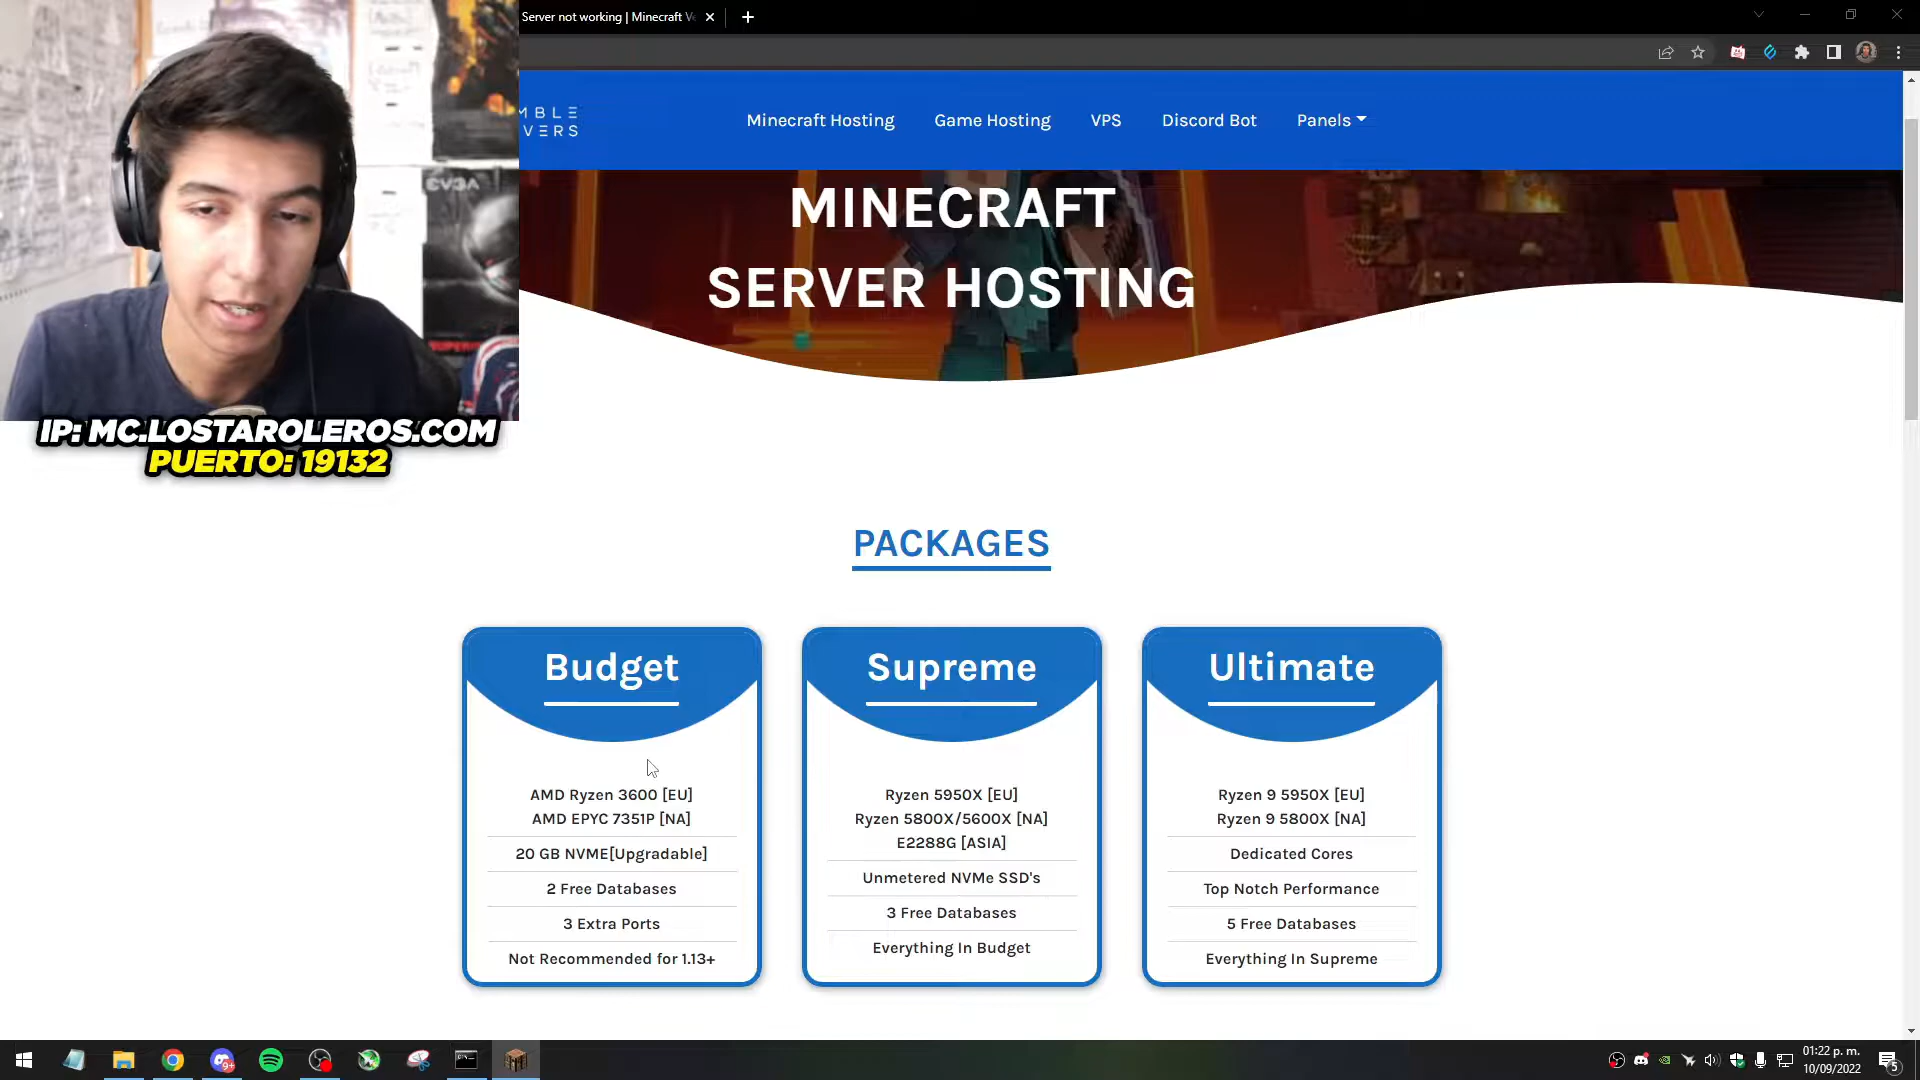 Server not working | Minecraft V
MBLE
VERS
Minecraft Hosting
Game Hosting
VPS
Discord Bot
Panels
MINECRAFT
SERVER HOSTING
EVGA
IP: MC.LOSTAROLEROS.COM
PUERTO: 19132
PACKAGES
Budget
AMD Ryzen 3600 [EU]
AMD EPYC 7351P [NA]
20 GB NVME[Upgradable]
2 Free Databases
3 Extra Ports
Not Recommended for 1.13+
Supreme
Ryzen 5950X [EU]
Ryzen 5800X/5600X [NA]
E2288G [ASIA]
Unmetered NVMe SSD's
3 Free Databases
Everything In Budget
Ultimate
Ryzen 9 5950X [EU]
Ryzen 9 5800X [NA]
Dedicated Cores
Top Notch Performance
5 Free Databases
Everything In Supreme
9+
01:22 p. m.
10/09/2022
5